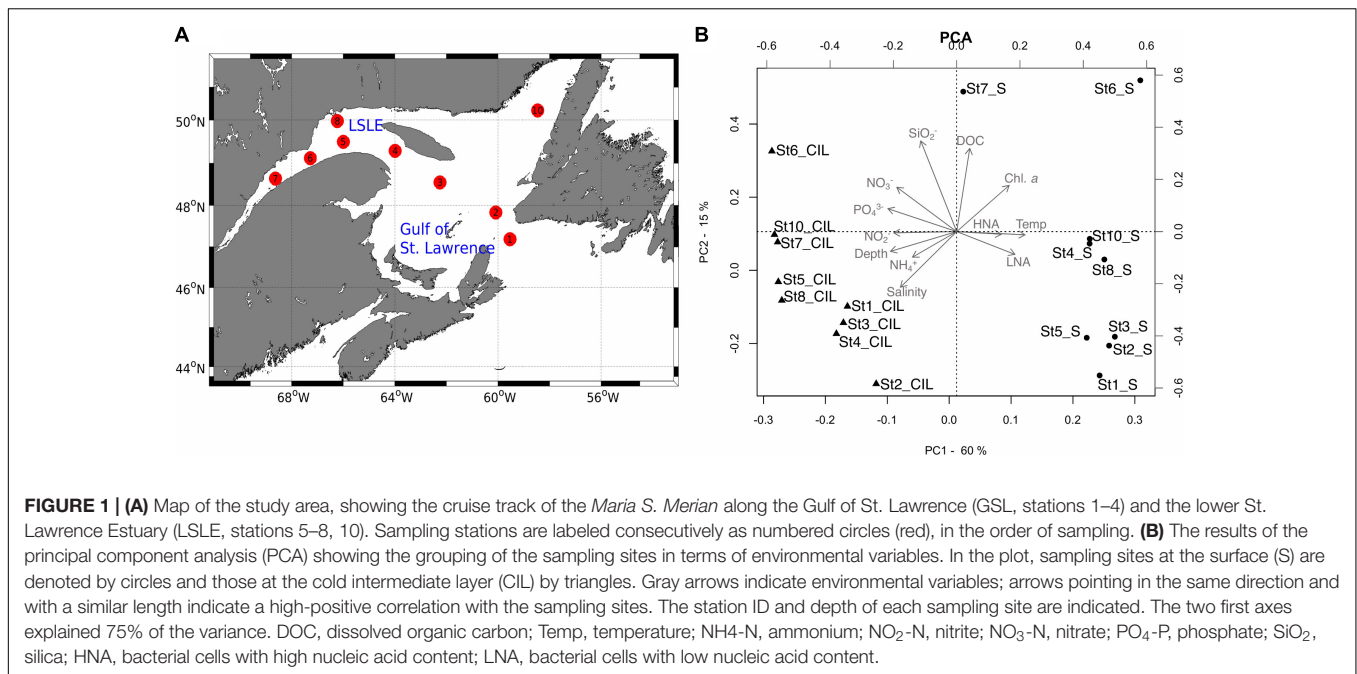 A
50°N
48°N
46°N
44°N
68°W
64°W
60°W
56°W
8
LSLE
5
6
7
4
3
10
2
1
Gulf of
St. Lawrence
B
PCA
-0.6
-0.4
-0.2
0.0
0.2
0.4
0.6
0.6
0.4
0.2
0.0
-0.2
-0.4
-0.6
0.4
0.2
0.0
-0.2
PC2 - 15 %
-0.3
-0.2
-0.1
0.0
0.1
0.2
0.3
PC1 - 60 %
St7_S
St6_S
St6_CIL
SiO₂⁻
DOC
NO₃⁻
Chl. a
PO₄³⁻
HNA
Temp
St10_CIL
St7_CIL
NO₂⁻
Depth
NH₄⁺
LNA
Salinity
St10_S
St4_S
St8_S
St5_CIL
St8_CIL
St1_CIL
St3_CIL
St4_CIL
St2_CIL
St5_S
St3_S
St2_S
St1_S
FIGURE 1 | (A) Map of the study area, showing the cruise track of the Maria S. Merian along the Gulf of St. Lawrence (GSL, stations 1–4) and the lower St.
Lawrence Estuary (LSLE, stations 5–8, 10). Sampling stations are labeled consecutively as numbered circles (red), in the order of sampling. (B) The results of the
principal component analysis (PCA) showing the grouping of the sampling sites in terms of environmental variables. In the plot, sampling sites at the surface (S) are
denoted by circles and those at the cold intermediate layer (CIL) by triangles. Gray arrows indicate environmental variables; arrows pointing in the same direction and
with a similar length indicate a high-positive correlation with the sampling sites. The station ID and depth of each sampling site are indicated. The two first axes
explained 75% of the variance. DOC, dissolved organic carbon; Temp, temperature; NH4-N, ammonium; NO₂-N, nitrite; NO₃-N, nitrate; PO₄-P, phosphate; SiO₂,
silica; HNA, bacterial cells with high nucleic acid content; LNA, bacterial cells with low nucleic acid content.